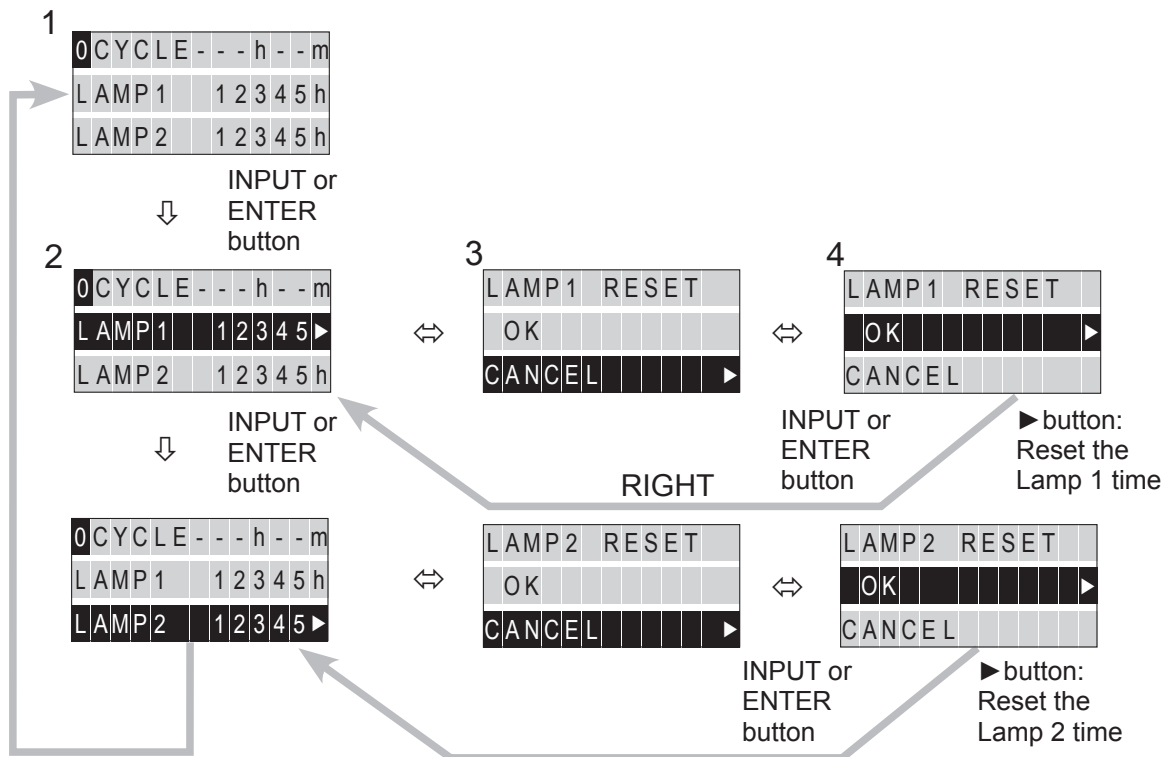 1
0CYCLE---h--m
LAMP1 12345h
LAMP2 12345h
INPUT or
ENTER
button
⇩
2
0CYCLE---h--m
LAMP1 12345►
LAMP2 12345h
⇔
3
LAMP1 RESET
OK
CANCEL ►
⇔
4
LAMP1 RESET
OK ►
CANCEL
INPUT or
ENTER
button
⇩
INPUT or
ENTER
button
►button:
Reset the
Lamp 1 time
RIGHT
0CYCLE---h--m
LAMP1 12345h
LAMP2 12345►
⇔
LAMP2 RESET
OK
CANCEL ►
⇔
LAMP2 RESET
OK ►
CANCEL
INPUT or
ENTER
button
►button:
Reset the
Lamp 2 time